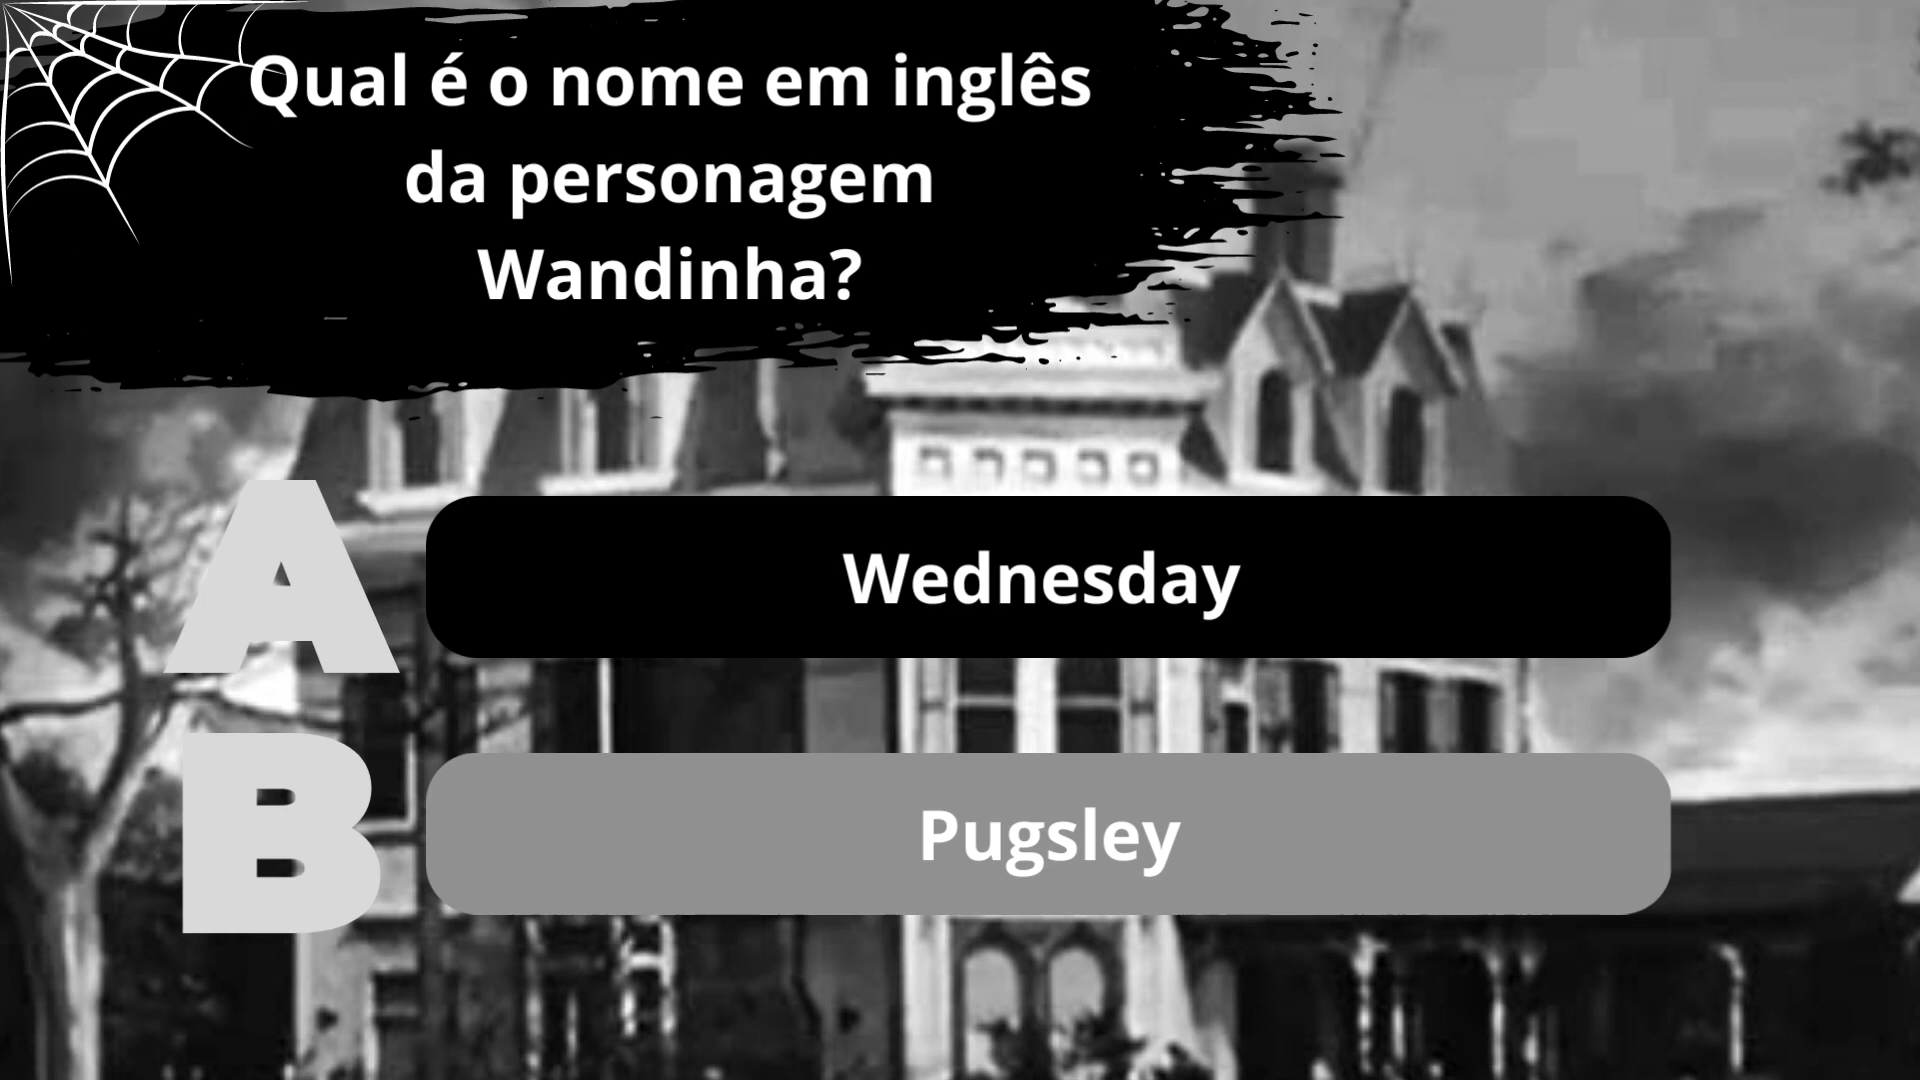 Qual é o nome em inglês
da personagem
Wandinha?
A
Wednesday
B
Pugsley